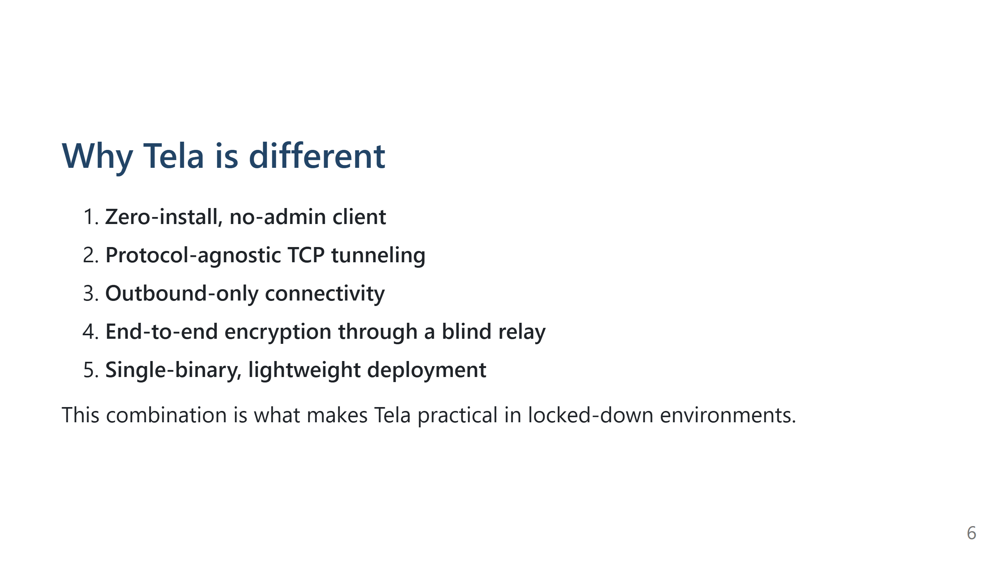 Why Tela is different
1. Zero-install, no-admin client
2. Protocol-agnostic TCP tunneling
3. Outbound-only connectivity
4. End-to-end encryption through a blind relay
5. Single-binary, lightweight deployment
This combination is what makes Tela practical in locked-down environments.
6